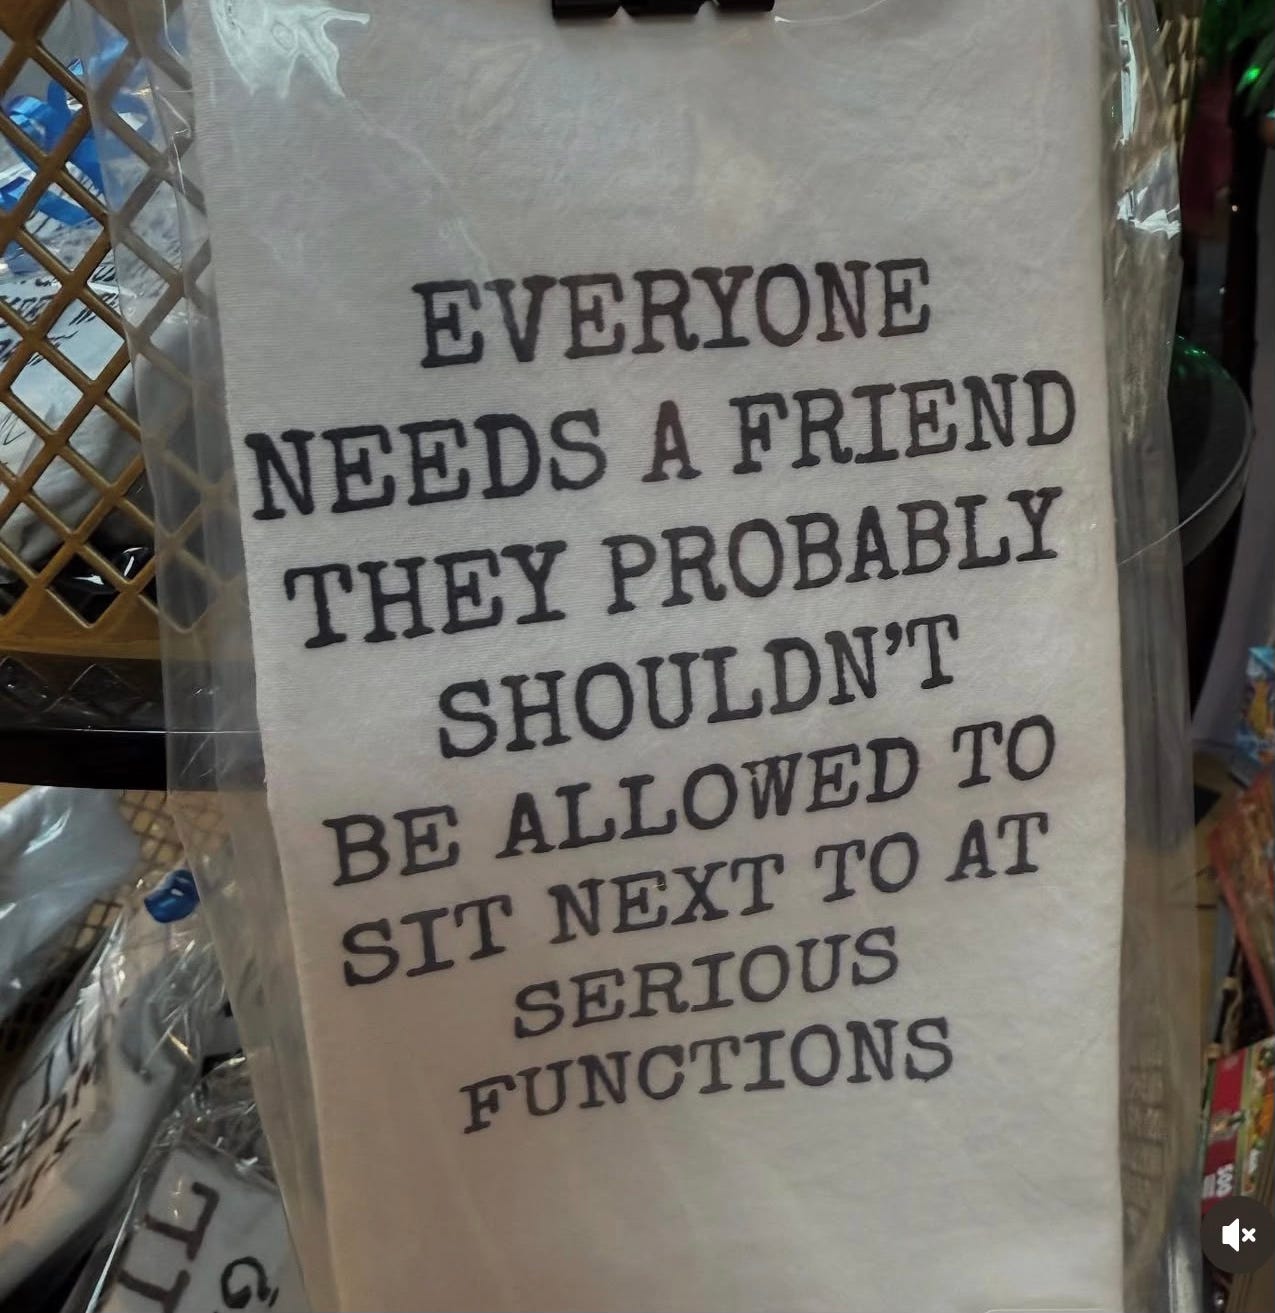 EVERYONE
NEEDS A FRIEND
THEY PROBABLY
SHOULDN'T
BE ALLOWED TO
SIT NEXT TO AT
SERIOUS
FUNCTIONS